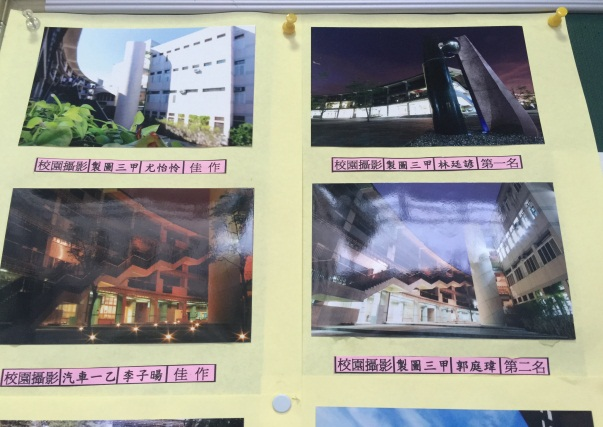 校園攝影 製圖三甲 尤怡怜 佳作
校園攝影 製圖三甲 林廷諺 第一名
校園攝影 汽車一乙 李子暘 佳作
校園攝影 製圖三甲 郭庭瑋 第二名